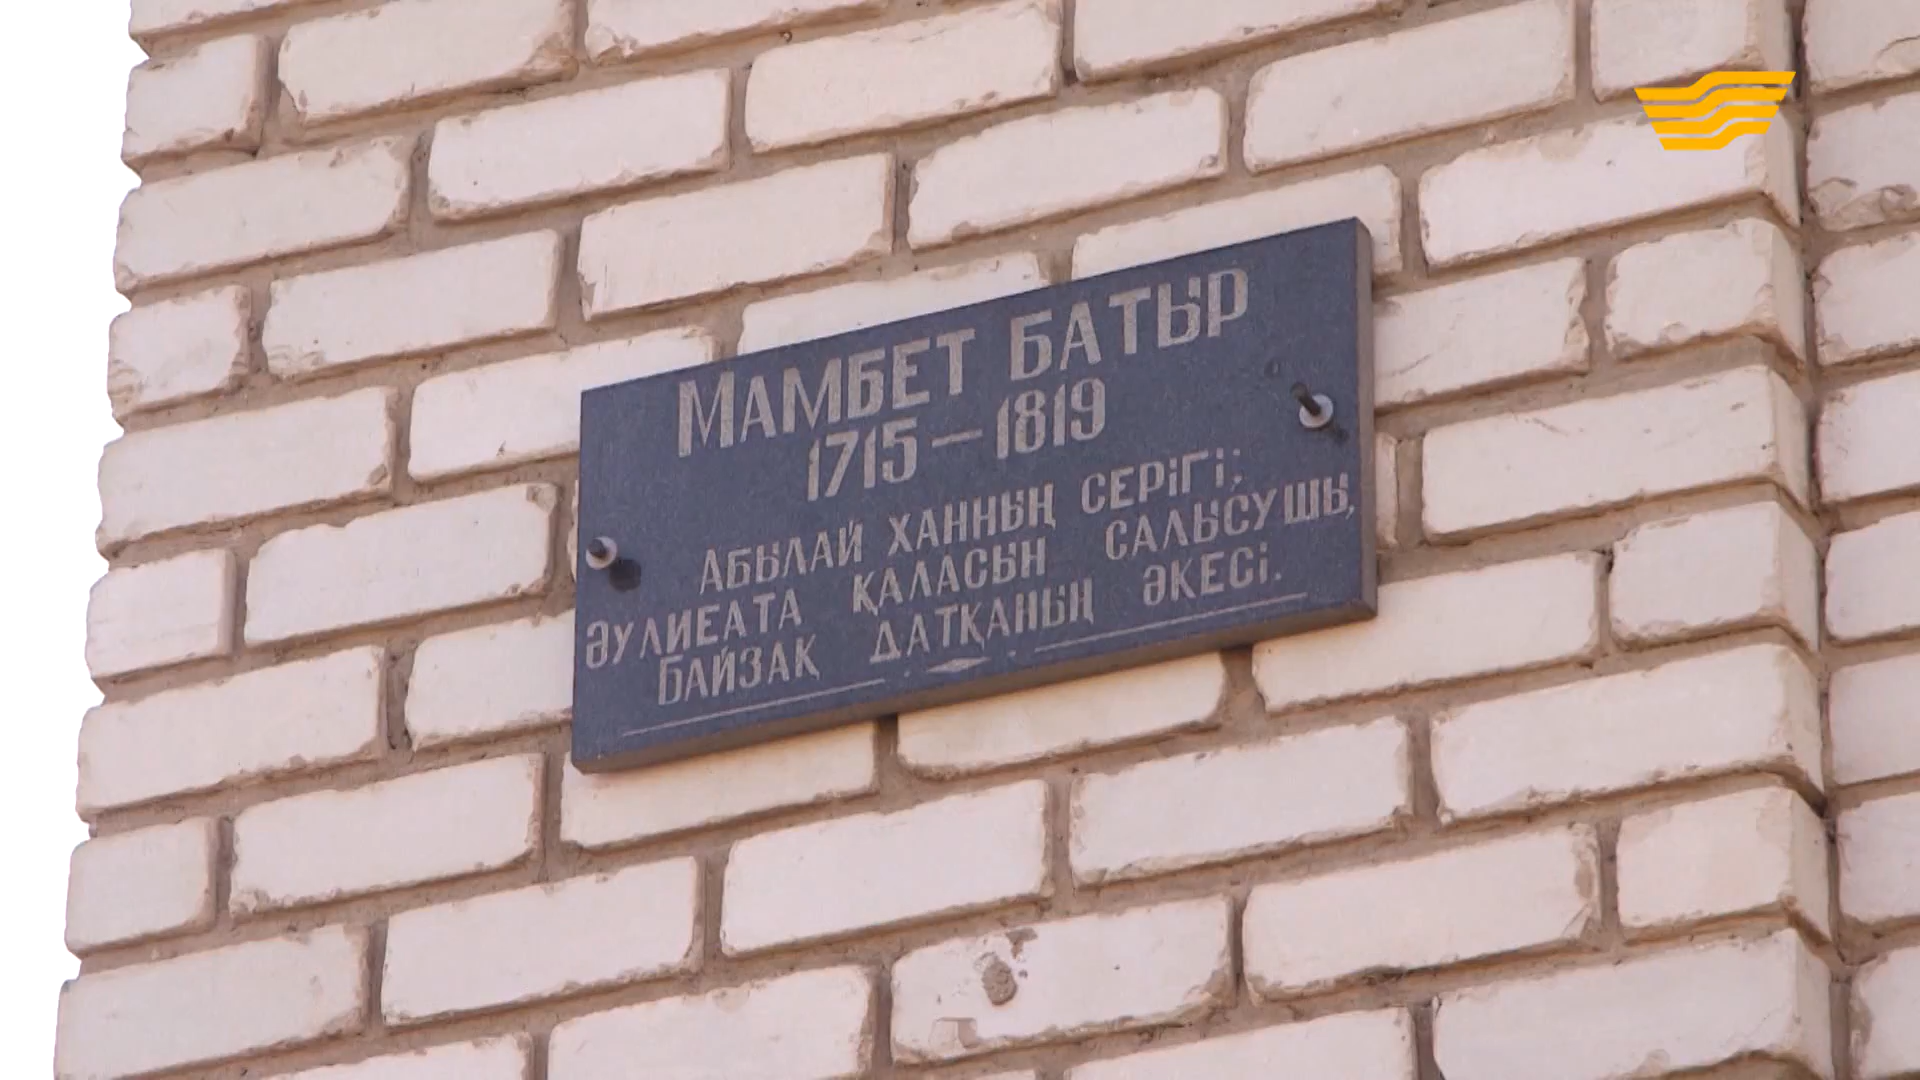 МАМБЕТ БАТЫР
1715 – 1819
АБЫЛАЙ ХАННЫҢ СЕРІГІ;
ӘУЛИЕАТА ҚАЛАСЫН САЛЫСУШЫ,
БАЙЗАҚ ДАТҚАНЫҢ ӘКЕСІ.